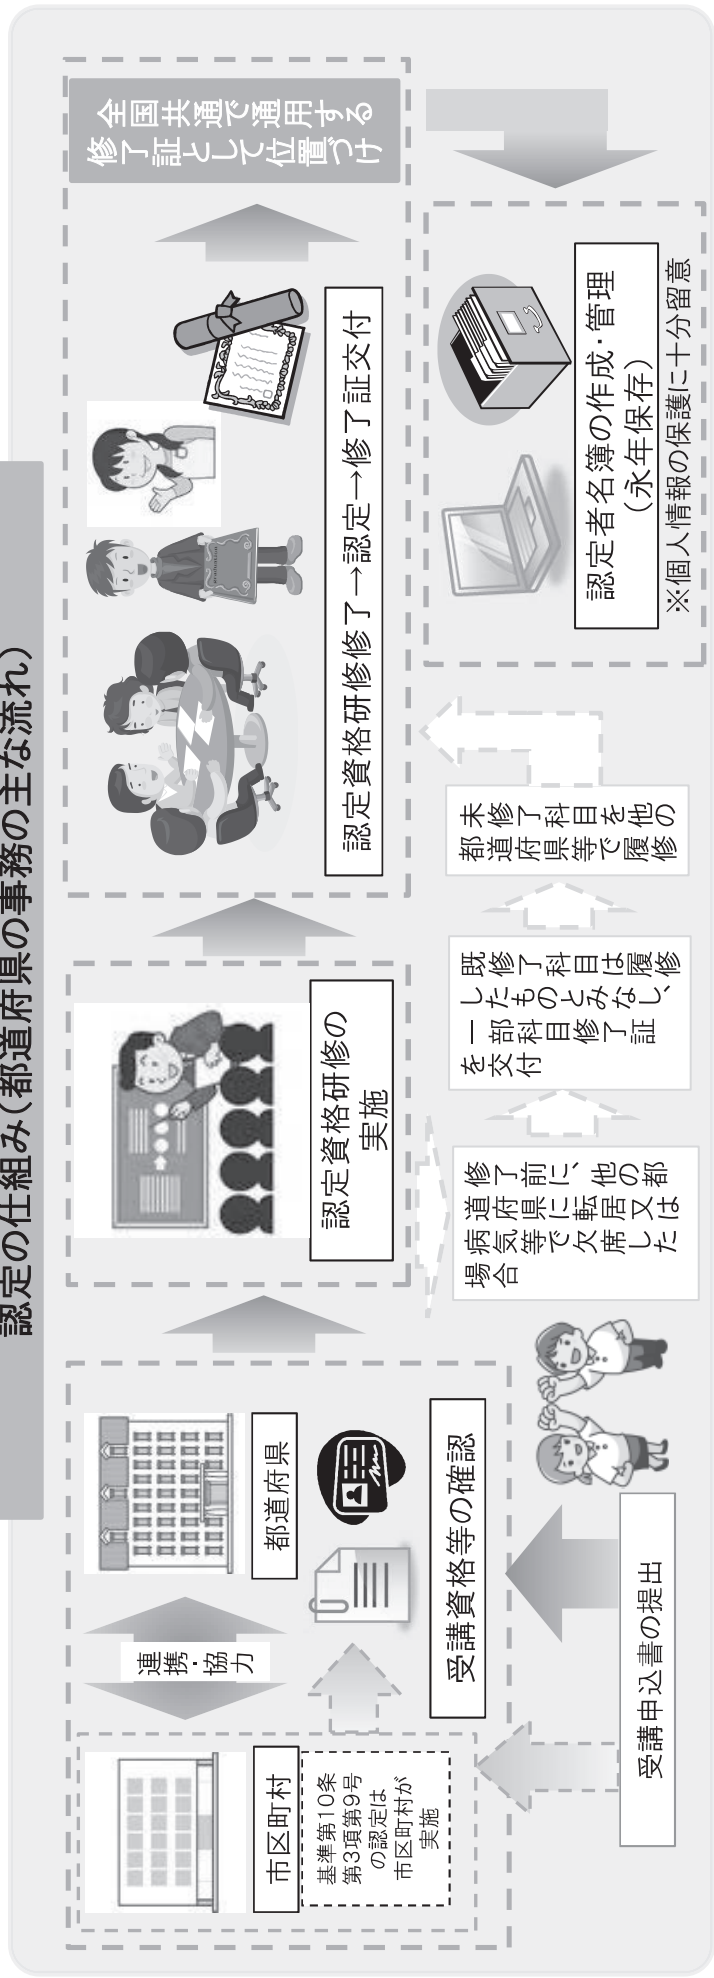 認定の仕組み(都道府県の事務の主な流れ)
市区町村
基準第10条
第3項第9号
の認定は
市区町村が
実施
連携・協力
都道府県
受講資格等の確認
受講申込書の提出
認定資格研修の
実施
修了前に、他の都
道府県に転居又は
病気等で欠席した
場合
既修了科目は履修
したものとみなし、
一部科目修了証
を交付
未修了科目を他の
都道府県等で履修
認定資格研修修了→認定→修了証交付
全国共通で通用する
修了証として位置づけ
認定者名簿の作成・管理
(永年保存)
※個人情報の保護に十分留意